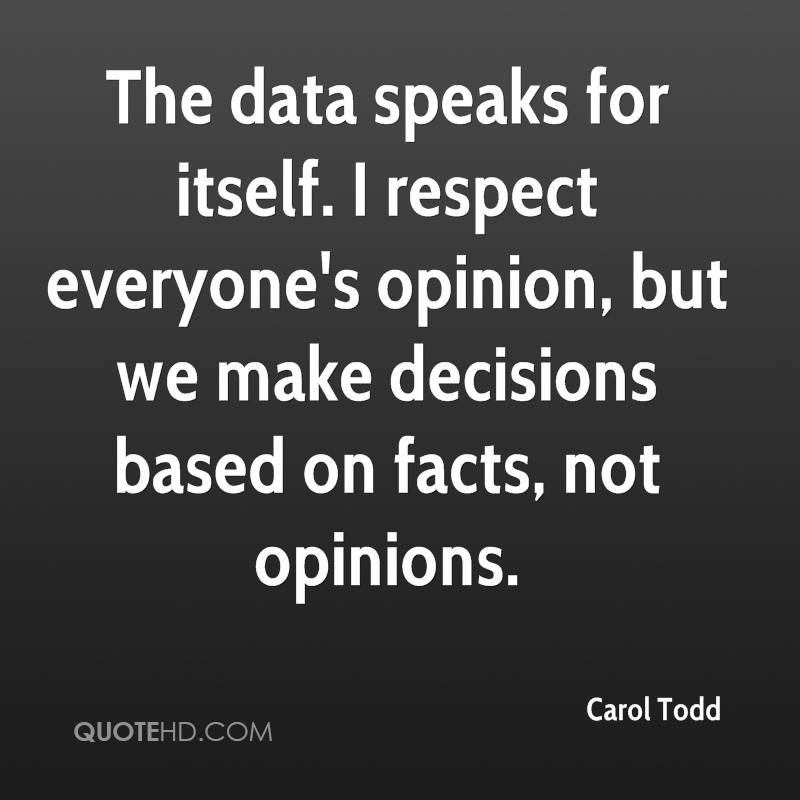 The data speaks for
itself. I respect
everyone's opinion, but
we make decisions
based on facts, not
opinions.
Carol Todd
QUOTEHD.COM